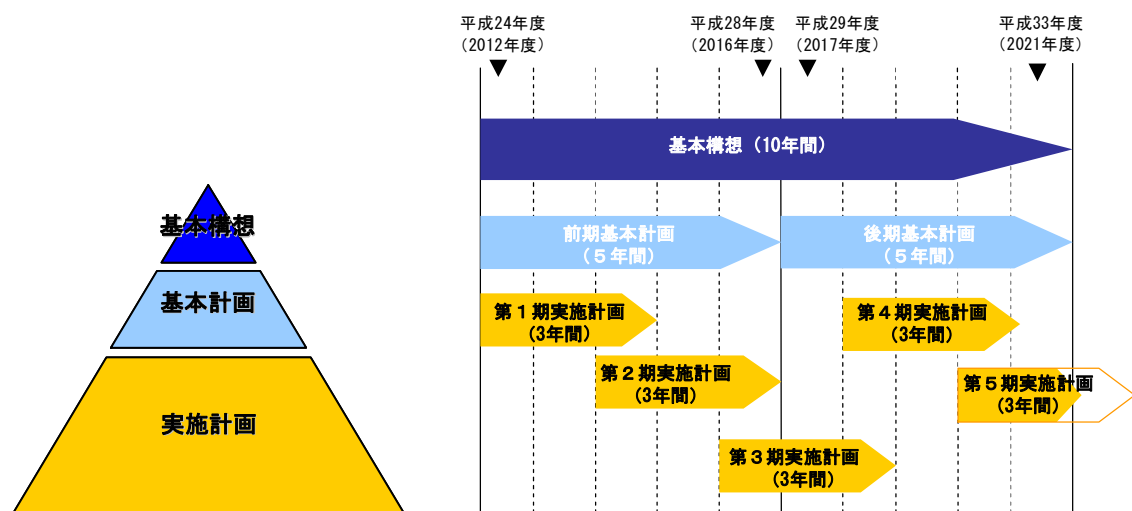 平成24年度
（2012年度）
平成28年度
（2016年度）
平成29年度
（2017年度）
平成33年度
（2021年度）
▼
▼
▼
▼
基本構想（10年間）
基本構想
前期基本計画
（５年間）
後期基本計画
（５年間）
基本計画
第１期実施計画
（3年間）
第４期実施計画
（3年間）
第２期実施計画
（3年間）
第５期実施計画
（3年間）
実施計画
第３期実施計画
（3年間）